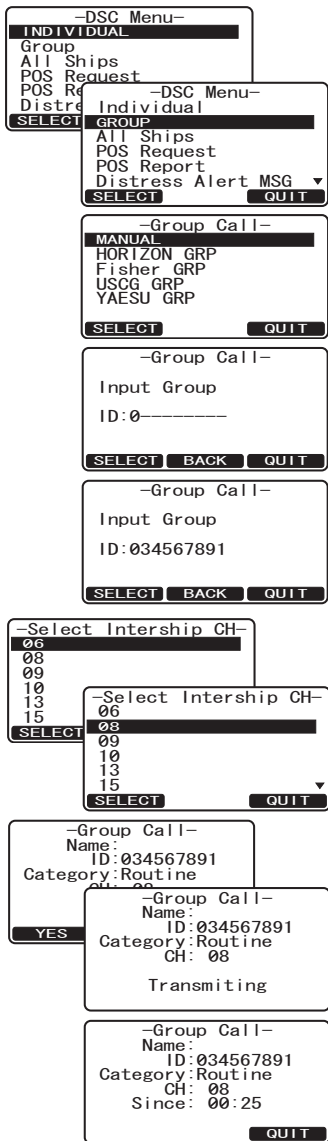 -DSC Menu-
INDIVIDUAL
Group
All Ships
POS Request
POS Re
Distre
SELECT
-DSC Menu-
Individual
GROUP
All Ships
POS Request
POS Report
Distress Alert MSG ▼
SELECT QUIT
-Group Call-
MANUAL
HORIZON GRP
Fisher GRP
USCG GRP
YAESU GRP
SELECT QUIT
-Group Call-
Input Group
ID:0--------
SELECT BACK QUIT
-Group Call-
Input Group
ID:034567891
SELECT BACK QUIT
-Select Intership CH-
06
08
09
10
13
15
SELECT
-Select Intership CH-
06
08
09
10
13
15 ▼
SELECT QUIT
-Group Call-
Name:
ID:034567891
Category:Routine
CH: 08
YES
-Group Call-
Name:
ID:034567891
Category:Routine
CH: 08
Transmiting
-Group Call-
Name:
ID:034567891
Category:Routine
CH: 08
Since: 00:25
QUIT